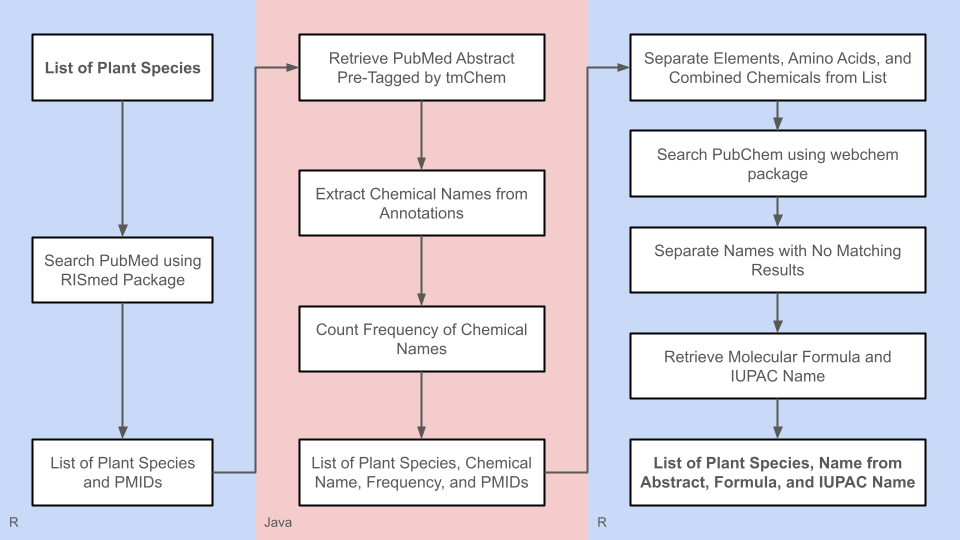 List of Plant Species
Search PubMed using
RISmed Package
List of Plant Species
and PMIDs
R
Retrieve PubMed Abstract
Pre-Tagged by tmChem
Extract Chemical Names from
Annotations
Count Frequency of Chemical
Names
List of Plant Species, Chemical
Name, Frequency, and PMIDs
Java
Separate Elements, Amino Acids, and
Combined Chemicals from List
Search PubChem using webchem
package
Separate Names with No Matching
Results
Retrieve Molecular Formula and
IUPAC Name
List of Plant Species, Name from
Abstract, Formula, and IUPAC Name
R